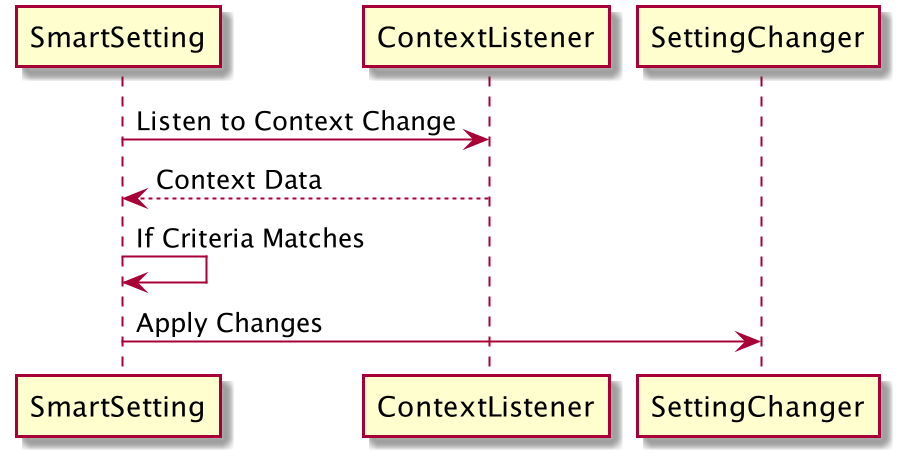 SmartSetting
ContextListener
SettingChanger
Listen to Context Change
Context Data
If Criteria Matches
Apply Changes
SmartSetting
ContextListener
SettingChanger